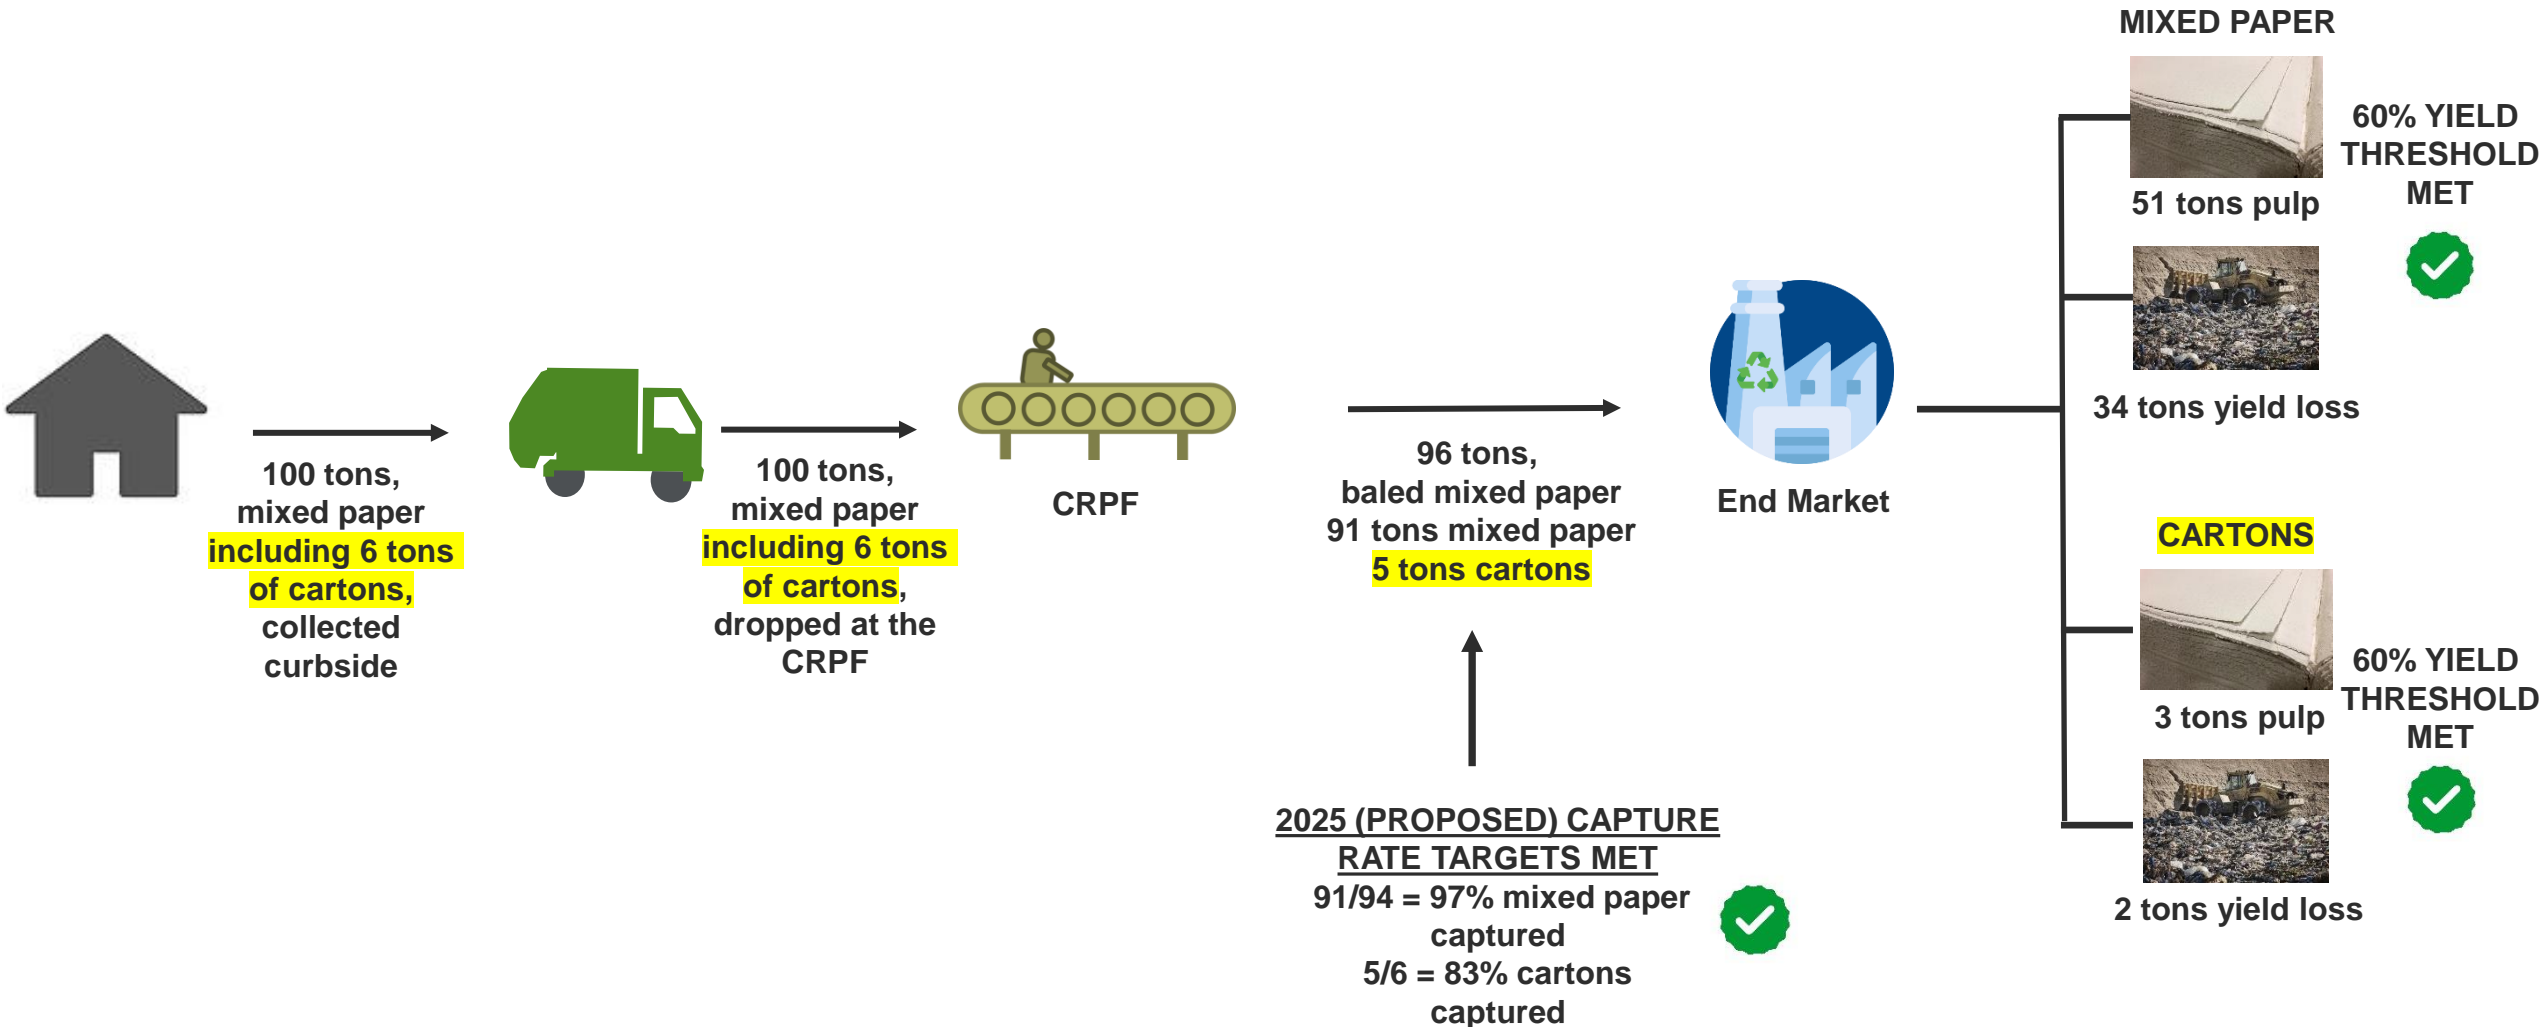 100 tons,
mixed paper
including 6 tons
of cartons,
collected
curbside
100 tons,
mixed paper
including 6 tons
of cartons,
dropped at the
CRPF
CRPF
96 tons,
baled mixed paper
91 tons mixed paper
5 tons cartons
2025 (PROPOSED) CAPTURE
RATE TARGETS MET
91/94 = 97% mixed paper
captured
5/6 = 83% cartons
captured
End Market
MIXED PAPER
51 tons pulp
60% YIELD
THRESHOLD
MET
34 tons yield loss
CARTONS
3 tons pulp
60% YIELD
THRESHOLD
MET
2 tons yield loss